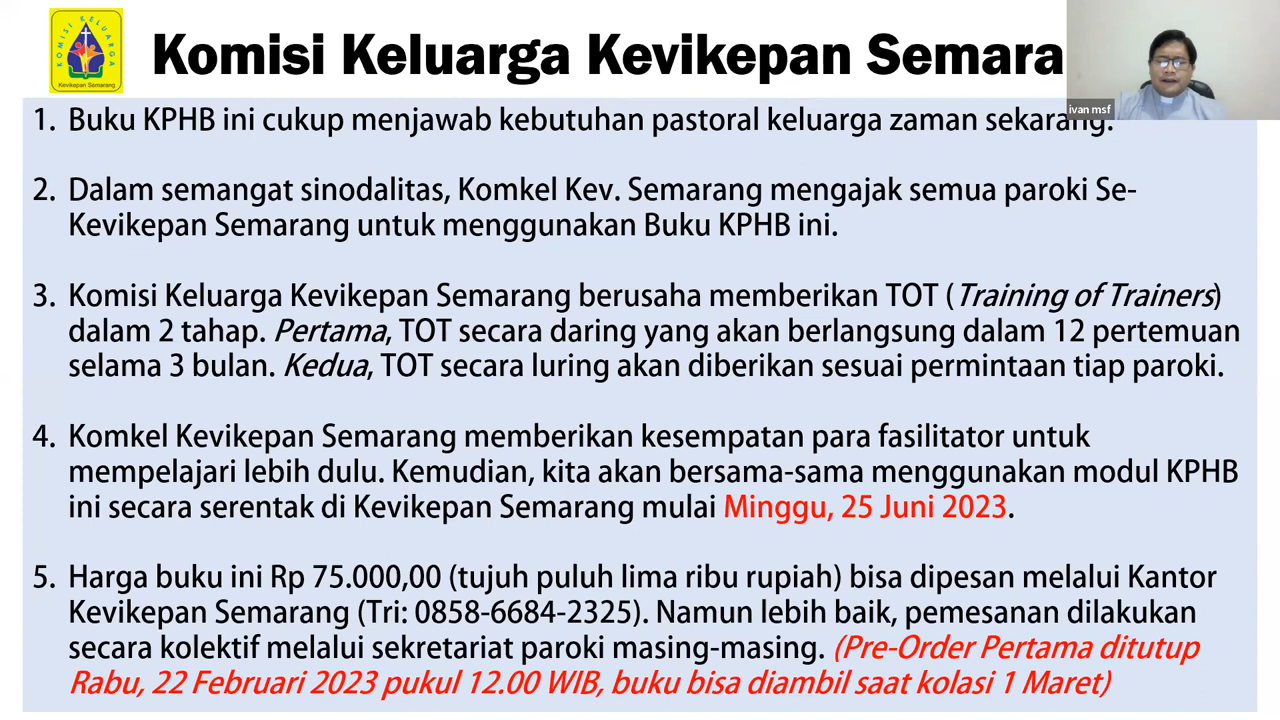 KOMISI KELUARGA
Kevikepan Semarang
Komisi Keluarga Kevikepan Semara
ivan msf
1. Buku KPHB ini cukup menjawab kebutuhan pastoral keluarga zaman sekarang.
2. Dalam semangat sinodalitas, Komkel Kev. Semarang mengajak semua paroki Se-
Kevikepan Semarang untuk menggunakan Buku KPHB ini.
3. Komisi Keluarga Kevikepan Semarang berusaha memberikan TOT (Training of Trainers)
dalam 2 tahap. Pertama, TOT secara daring yang akan berlangsung dalam 12 pertemuan
selama 3 bulan. Kedua, TOT secara luring akan diberikan sesuai permintaan tiap paroki.
4. Komkel Kevikepan Semarang memberikan kesempatan para fasilitator untuk
mempelajari lebih dulu. Kemudian, kita akan bersama-sama menggunakan modul KPHB
ini secara serentak di Kevikepan Semarang mulai Minggu, 25 Juni 2023.
5. Harga buku ini Rp 75.000,00 (tujuh puluh lima ribu rupiah) bisa dipesan melalui Kantor
Kevikepan Semarang (Tri: 0858-6684-2325). Namun lebih baik, pemesanan dilakukan
secara kolektif melalui sekretariat paroki masing-masing. (Pre-Order Pertama ditutup
Rabu, 22 Februari 2023 pukul 12.00 WIB, buku bisa diambil saat kolasi 1 Maret)